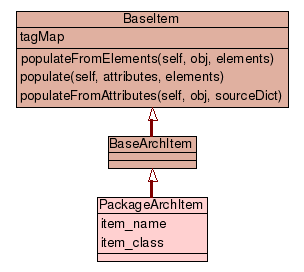 BaseItem
tagMap
populateFromElements(self, obj, elements)
populate(self, attributes, elements)
populateFromAttributes(self, obj, sourceDict)
BaseArchItem
PackageArchItem
item_name
item_class